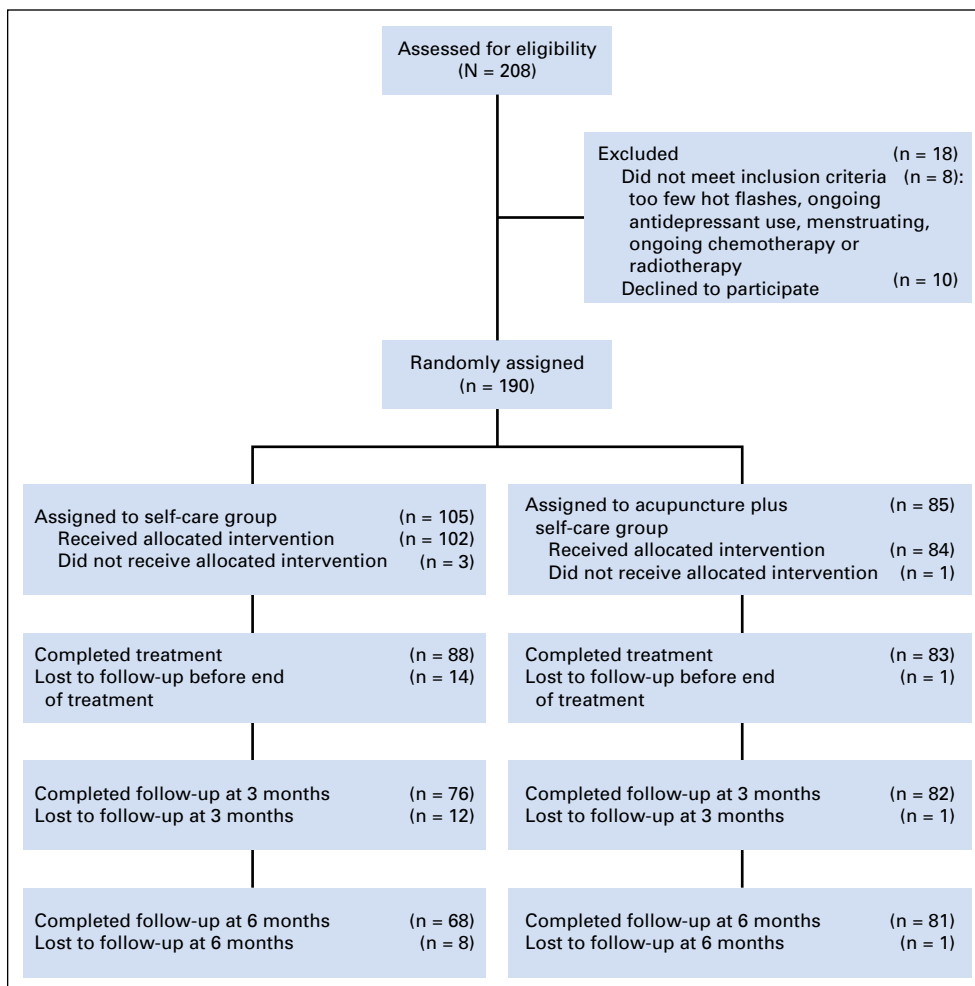 Assessed for eligibility
(N = 208)
Excluded (n = 18)
Did not meet inclusion criteria (n = 8):
too few hot flashes, ongoing
antidepressant use, menstruating,
ongoing chemotherapy or
radiotherapy
Declined to participate (n = 10)
Randomly assigned
(n = 190)
Assigned to self-care group (n = 105)
Received allocated intervention (n = 102)
Did not receive allocated intervention (n = 3)
Assigned to acupuncture plus (n = 85)
self-care group
Received allocated intervention (n = 84)
Did not receive allocated intervention (n = 1)
Completed treatment (n = 88)
Lost to follow-up before end (n = 14)
of treatment
Completed treatment (n = 83)
Lost to follow-up before end (n = 1)
of treatment
Completed follow-up at 3 months (n = 76)
Lost to follow-up at 3 months (n = 12)
Completed follow-up at 3 months (n = 82)
Lost to follow-up at 3 months (n = 1)
Completed follow-up at 6 months (n = 68)
Lost to follow-up at 6 months (n = 8)
Completed follow-up at 6 months (n = 81)
Lost to follow-up at 6 months (n = 1)